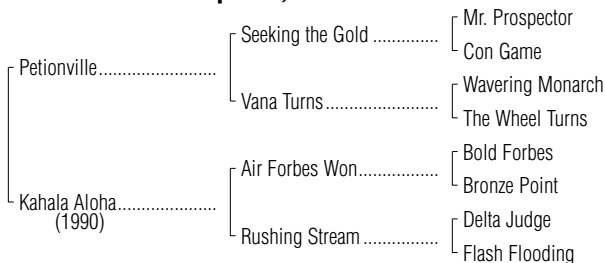 Mr. Prospector
Seeking the Gold ...............
Con Game
Petionville...........................
Wavering Monarch
Vana Turns..........................
The Wheel Turns
Bold Forbes
Air Forbes Won...................
Bronze Point
Kahala Aloha.......................
(1990)
Delta Judge
Rushing Stream .................
Flash Flooding